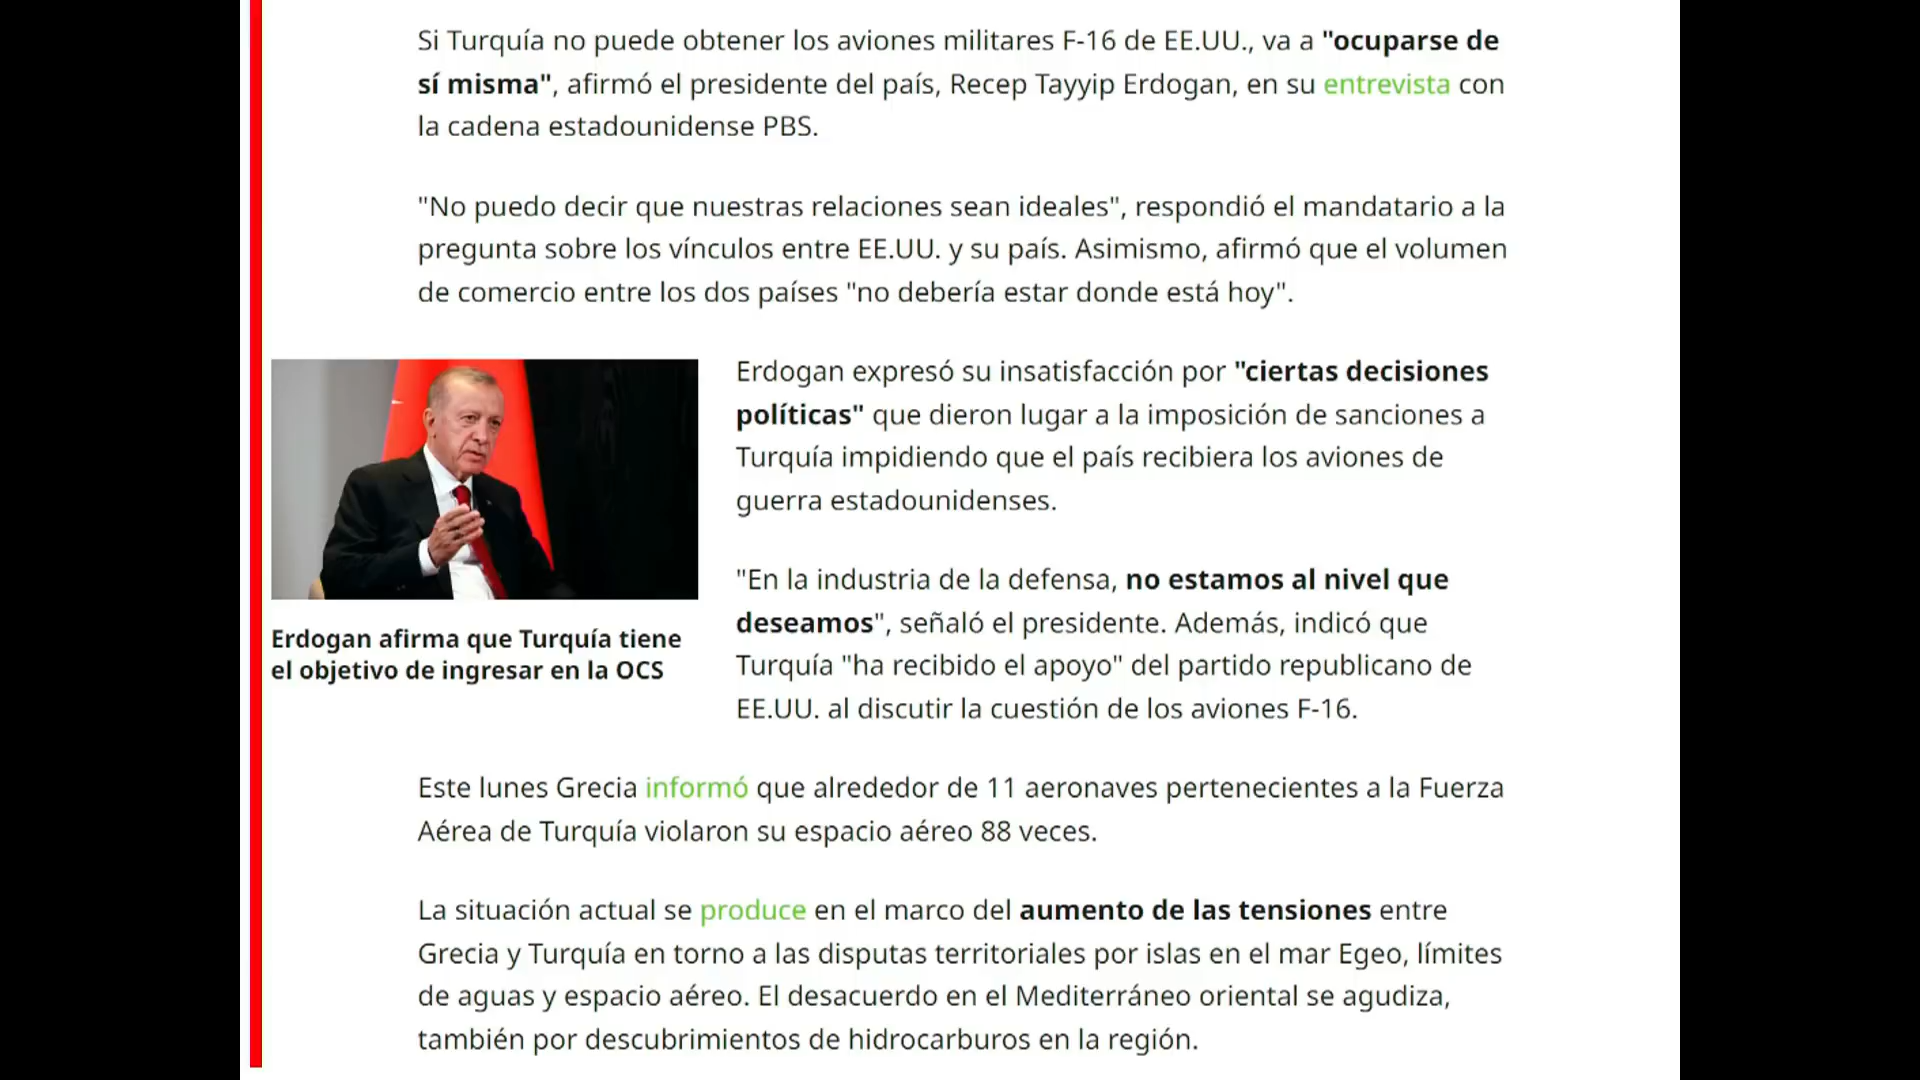 Si Turquía no puede obtener los aviones militares F-16 de EE.UU., va a "ocuparse de
sí misma", afirmó el presidente del país, Recep Tayyip Erdogan, en su entrevista con
la cadena estadounidense PBS.
"No puedo decir que nuestras relaciones sean ideales", respondió el mandatario a la
pregunta sobre los vínculos entre EE.UU. y su país. Asimismo, afirmó que el volumen
de comercio entre los dos países "no debería estar donde está hoy".
Erdogan expresó su insatisfacción por "ciertas decisiones
políticas" que dieron lugar a la imposición de sanciones a
Turquía impidiendo que el país recibiera los aviones de
guerra estadounidenses.
"En la industria de la defensa, no estamos al nivel que
deseamos", señaló el presidente. Además, indicó que
Turquía "ha recibido el apoyo" del partido republicano de
EE.UU. al discutir la cuestión de los aviones F-16.
Erdogan afirma que Turquía tiene
el objetivo de ingresar en la OCS
Este lunes Grecia informó que alrededor de 11 aeronaves pertenecientes a la Fuerza
Aérea de Turquía violaron su espacio aéreo 88 veces.
La situación actual se produce en el marco del aumento de las tensiones entre
Grecia y Turquía en torno a las disputas territoriales por islas en el mar Egeo, límites
de aguas y espacio aéreo. El desacuerdo en el Mediterráneo oriental se agudiza,
también por descubrimientos de hidrocarburos en la región.